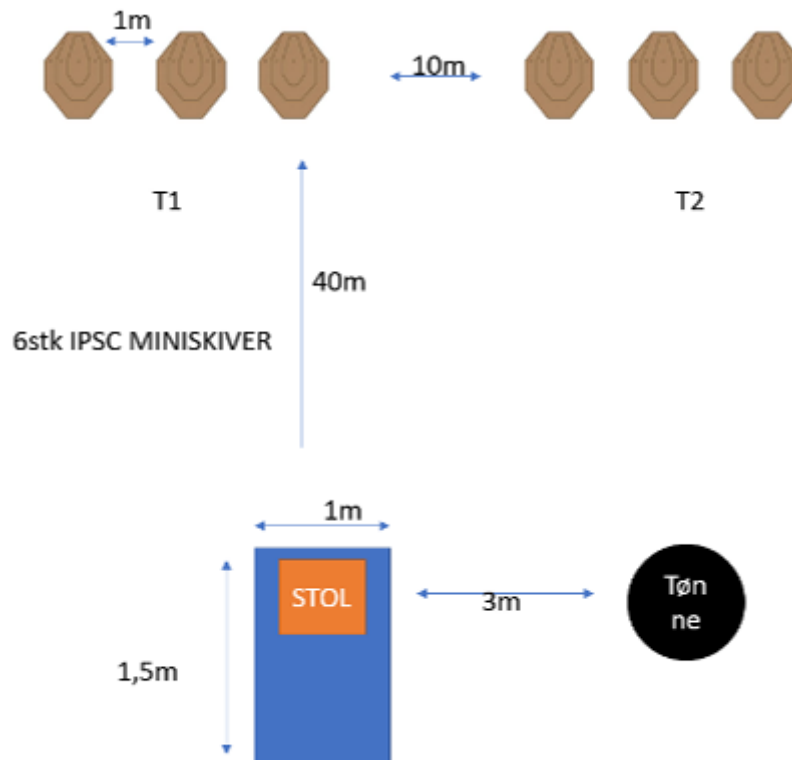 1m
10m
T1
T2
40m
6stk IPSC MINISKIVER
1m
STOL
3m
Tøn
ne
1,5m